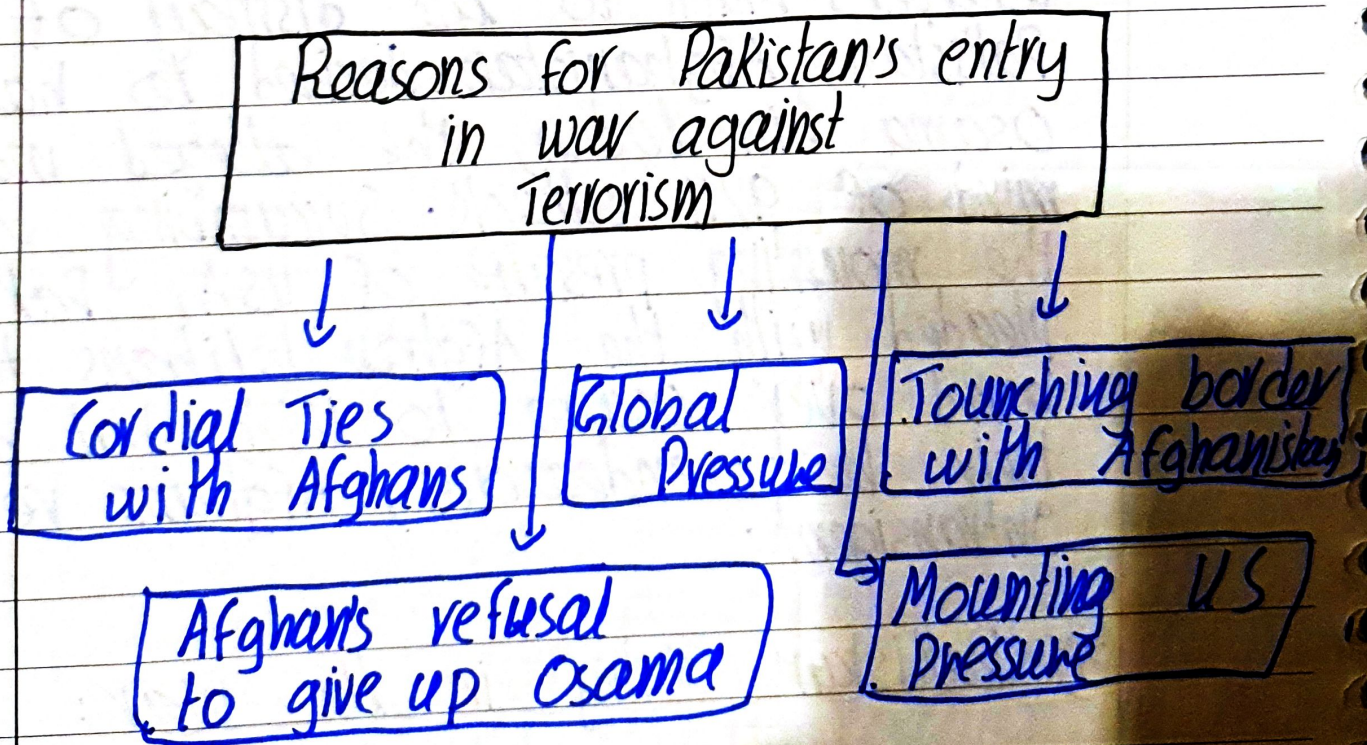 Reasons for Pakistan's entry
in war against
Terrorism
Cordial Ties
with Afghans
Global
Pressure
Tounching border
with Afghanistan
Afghan's refusal
to give up Osama
Mounting US
Pressure